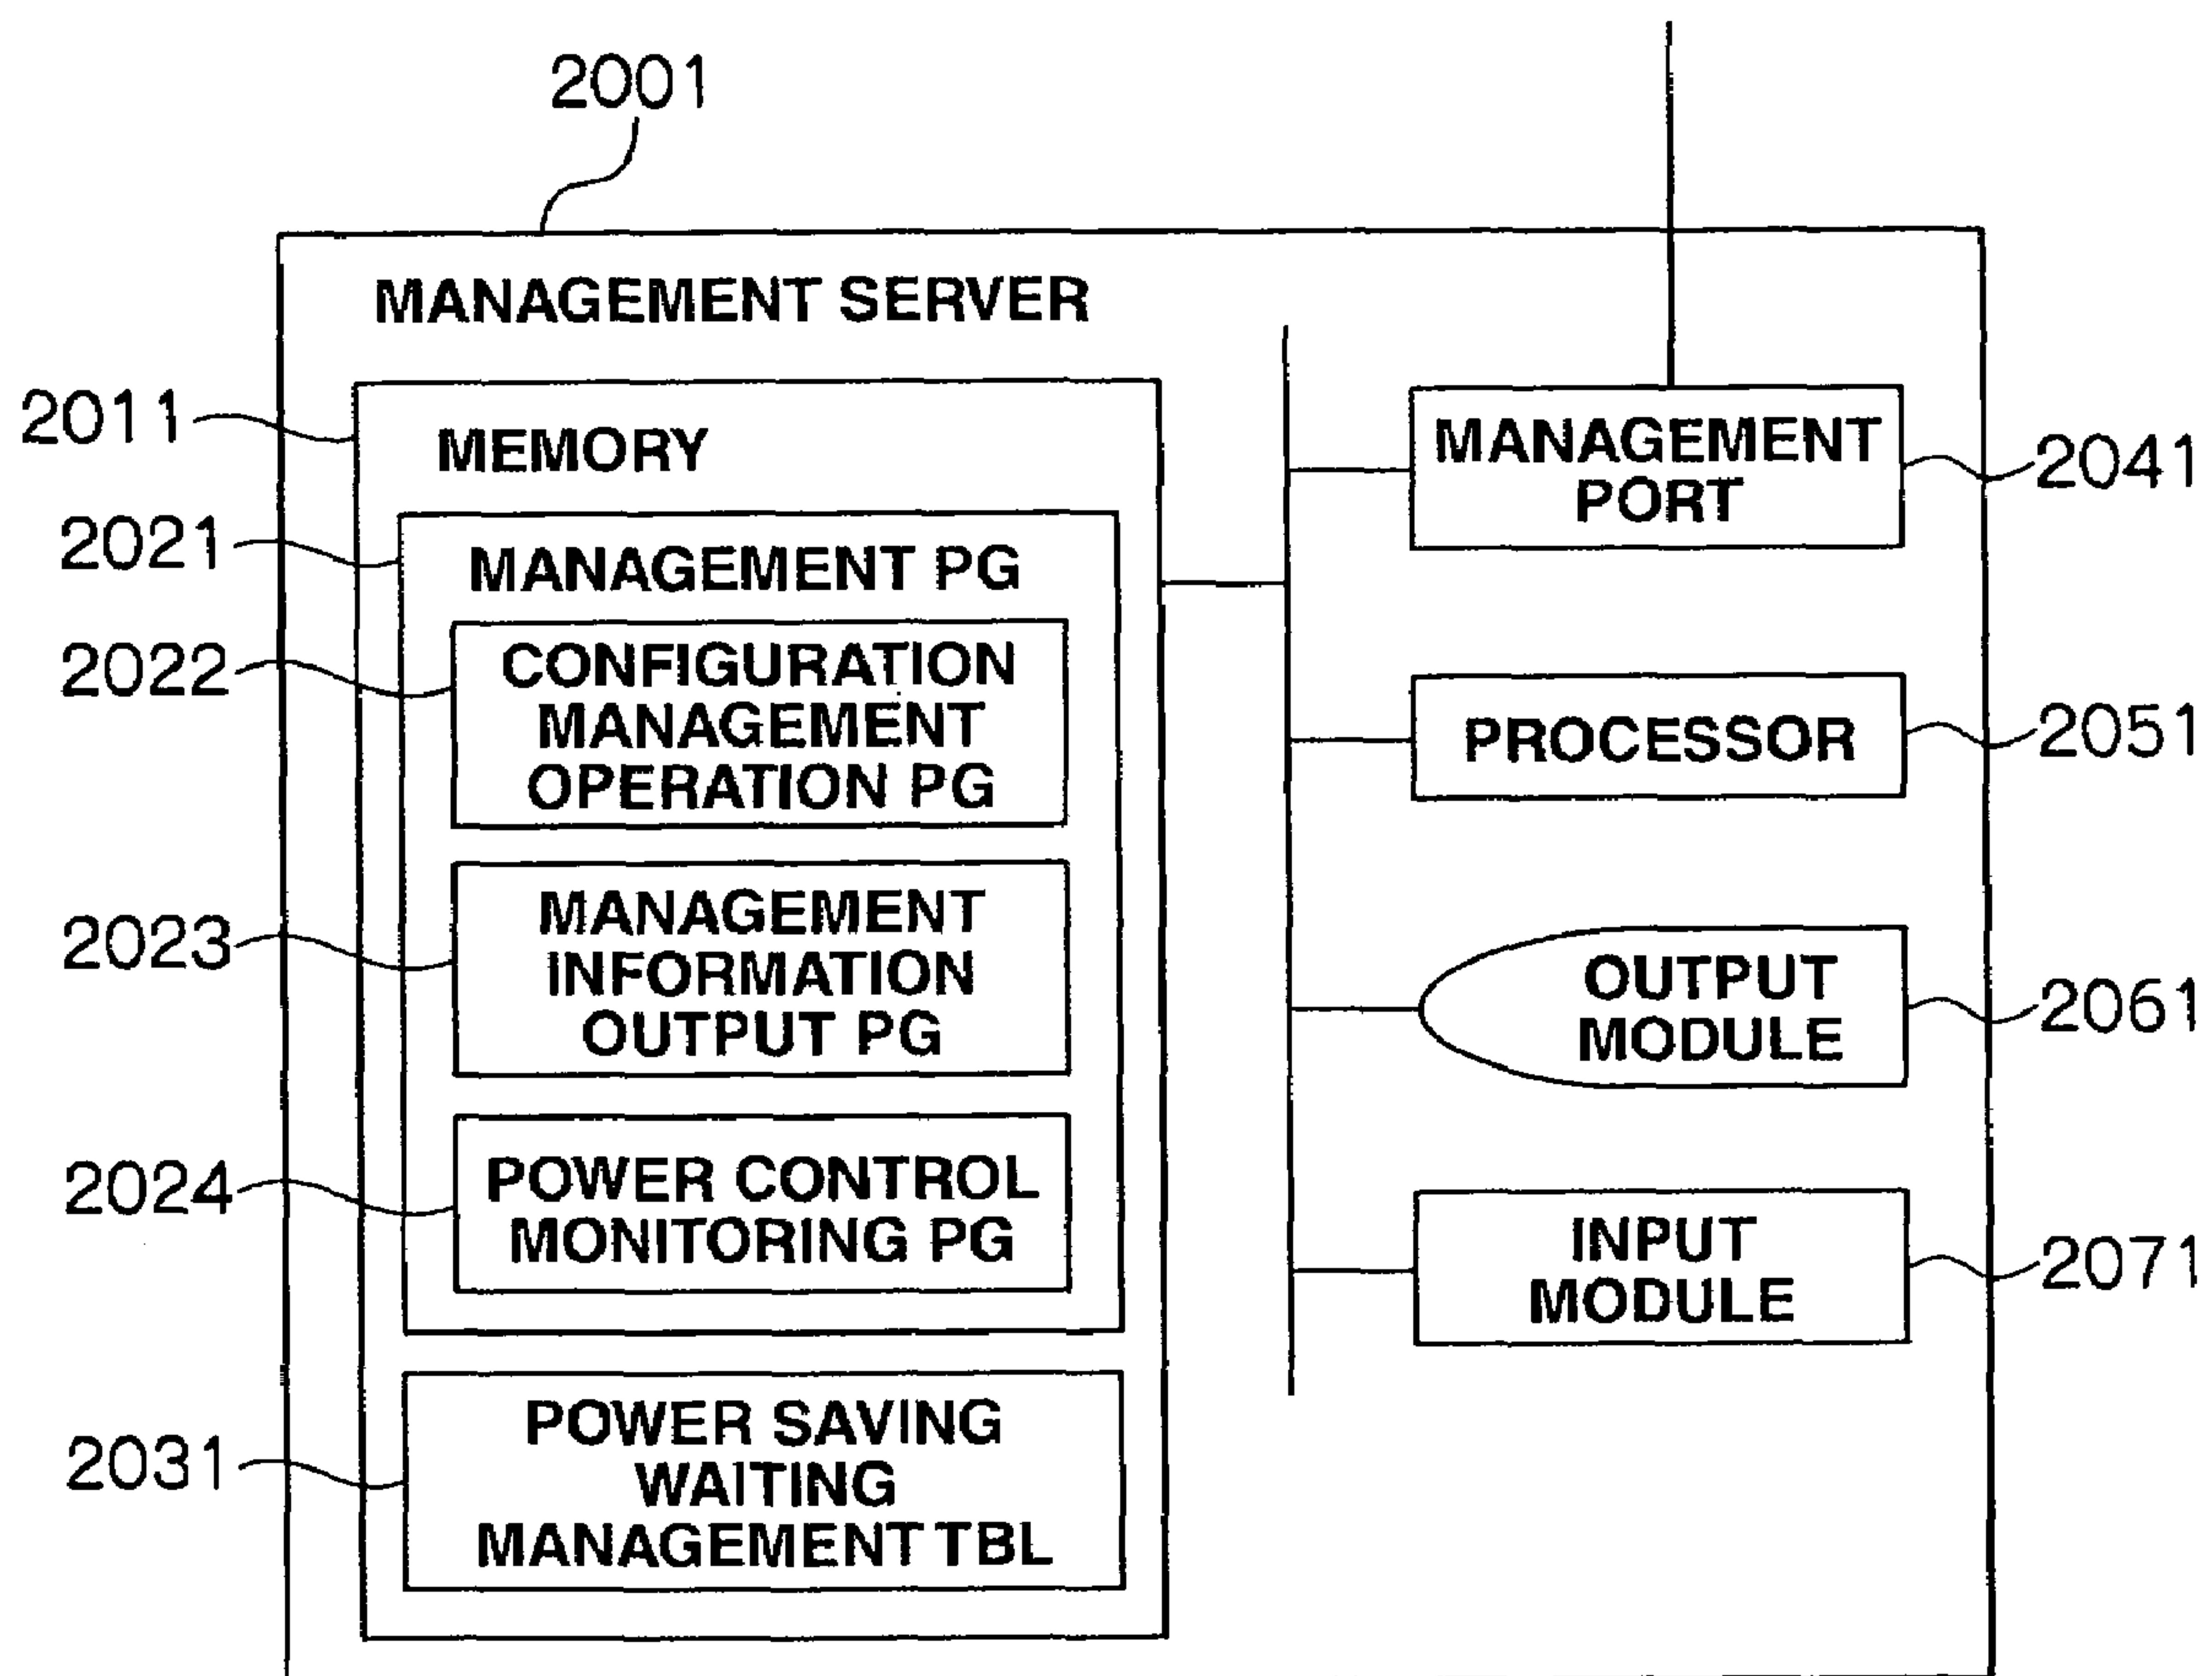 2001
MANAGEMENT SERVER
2011
MEMORY
2021
MANAGEMENT PG
2022
CONFIGURATION
MANAGEMENT
OPERATION PG
2023
MANAGEMENT
INFORMATION
OUTPUT PG
2024
POWER CONTROL
MONITORING PG
2031
POWER SAVING
WAITING
MANAGEMENT TBL
MANAGEMENT
PORT
2041
PROCESSOR
2051
OUTPUT
MODULE
2061
INPUT
MODULE
2071